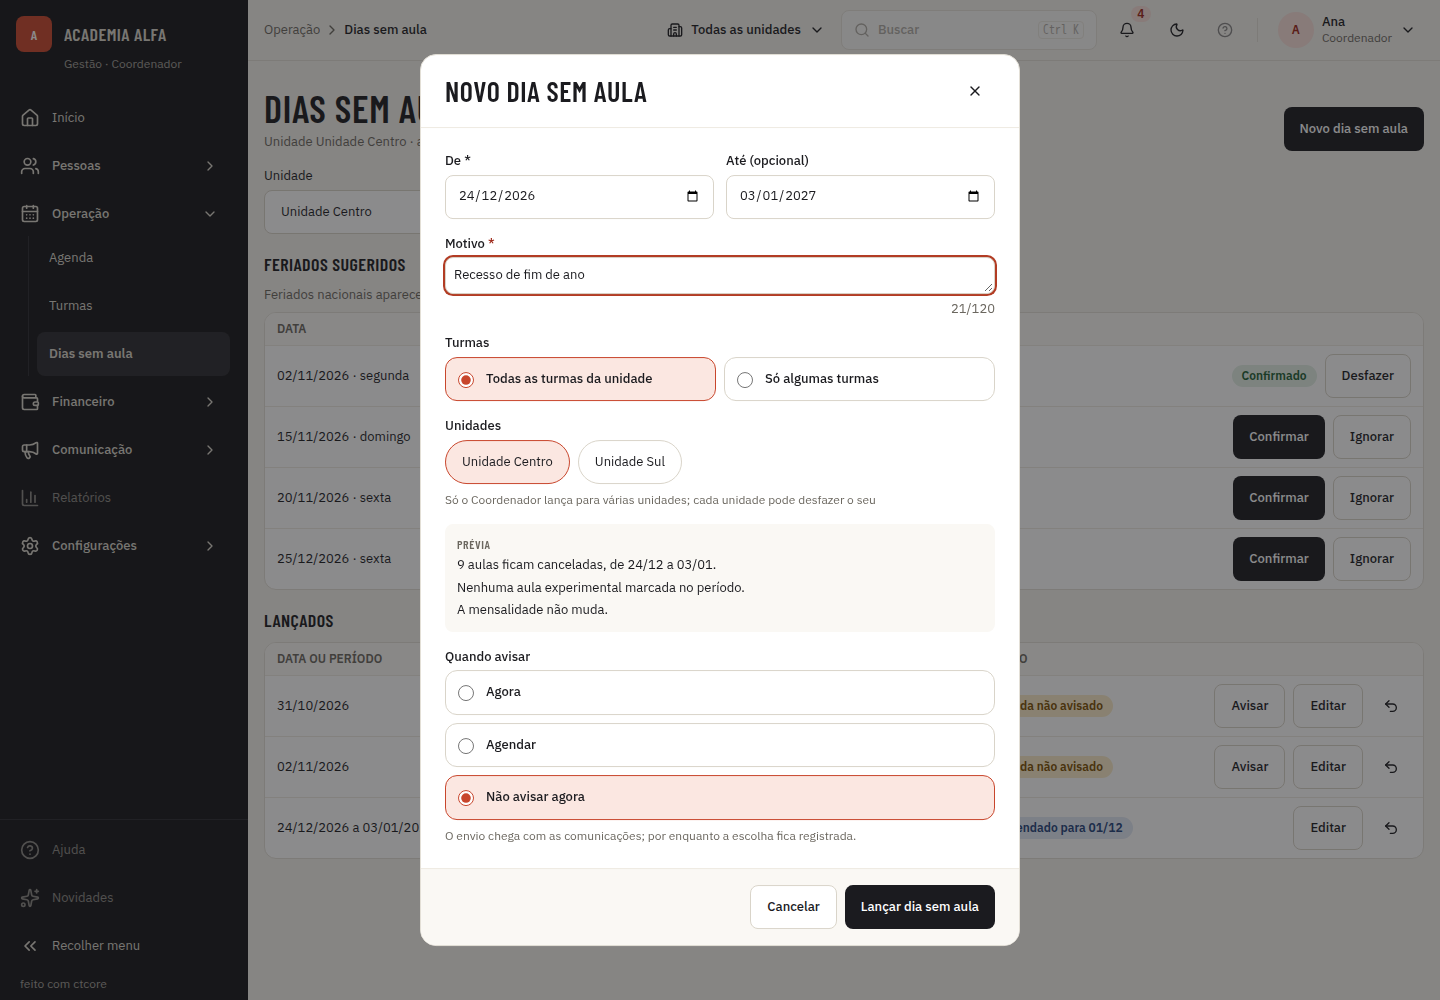 A
ACADEMIA ALFA
Gestão · Coordenador
Início
Pessoas
Operação
Agenda
Turmas
Dias sem aula
Financeiro
Comunicação
Relatórios
Configurações
Ajuda
Novidades
Recolher menu
feito com ctcore
Operação > Dias sem aula
Todas as unidades
Buscar
Ctrl K
4
A
Ana
Coordenador
DIAS SEM AU
Unidade Unidade Centro · a
Novo dia sem aula
Unidade
Unidade Centro
FERIADOS SUGERIDOS
Feriados nacionais aparece
DATA
02/11/2026 · segunda
Confirmado
Desfazer
15/11/2026 · domingo
Confirmar
Ignorar
20/11/2026 · sexta
Confirmar
Ignorar
25/12/2026 · sexta
Confirmar
Ignorar
LANÇADOS
DATA OU PERÍODO
O
31/10/2026
da não avisado
Avisar
Editar
02/11/2026
da não avisado
Avisar
Editar
24/12/2026 a 03/01/20
endado para 01/12
Editar
NOVO DIA SEM AULA
De *
Até (opcional)
24/12/2026
03/01/2027
Motivo *
Recesso de fim de ano
21/120
Turmas
Todas as turmas da unidade
Só algumas turmas
Unidades
Unidade Centro
Unidade Sul
Só o Coordenador lança para várias unidades; cada unidade pode desfazer o seu
PRÉVIA
9 aulas ficam canceladas, de 24/12 a 03/01.
Nenhuma aula experimental marcada no período.
A mensalidade não muda.
Quando avisar
Agora
Agendar
Não avisar agora
O envio chega com as comunicações; por enquanto a escolha fica registrada.
Cancelar
Lançar dia sem aula